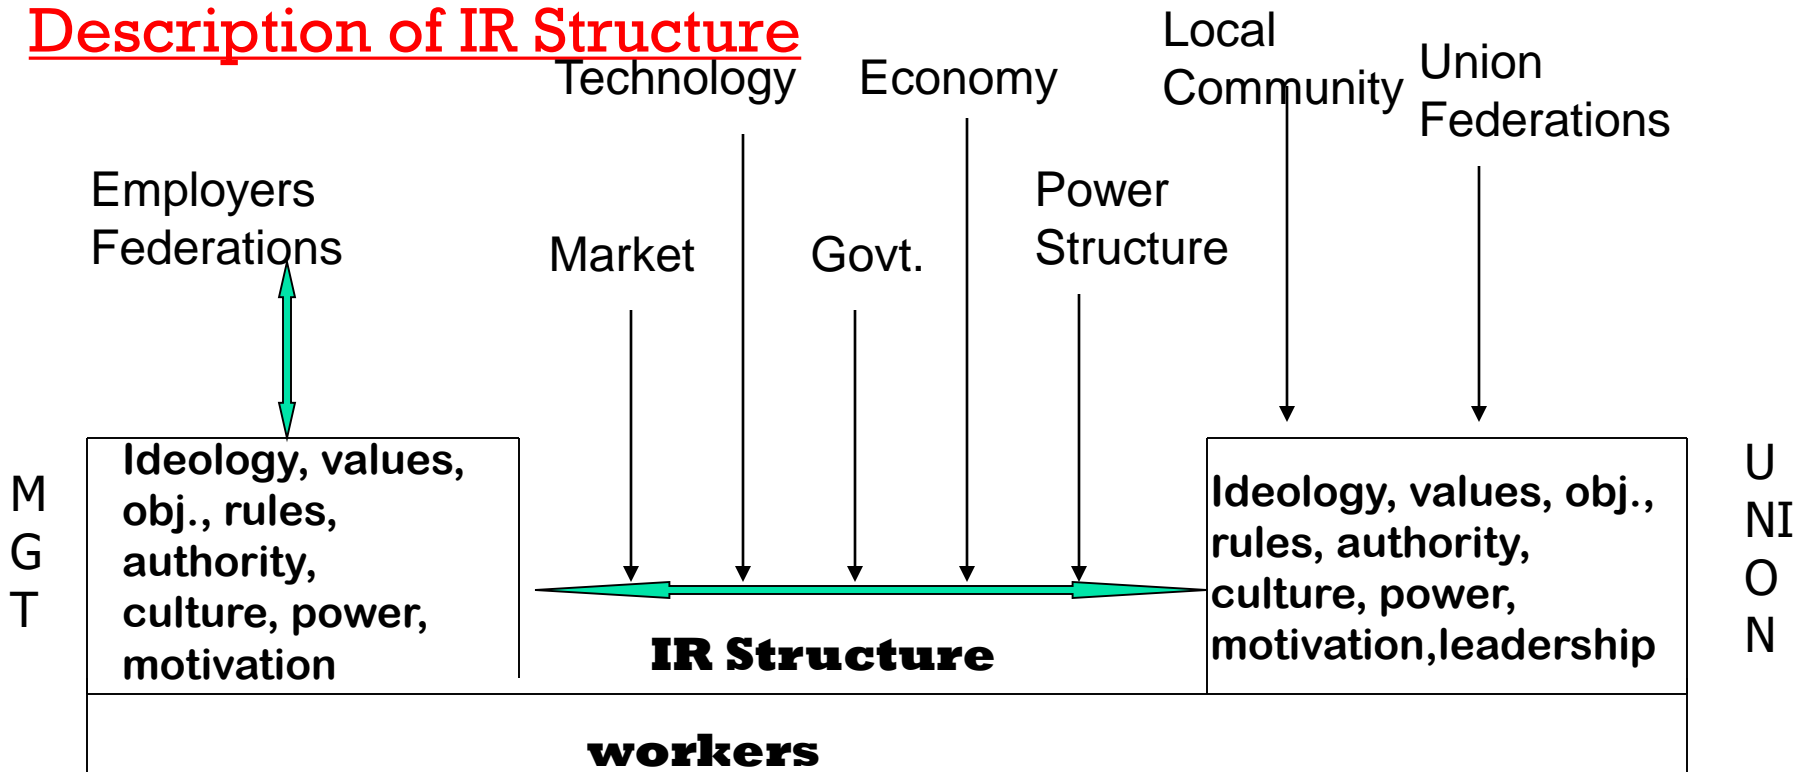 Description of IR Structure
Technology
Economy
Local
Community
Union
Federations
Employers
Federations
Market
Govt.
Power
Structure
M
G
T
Ideology, values,
obj., rules,
authority,
culture, power,
motivation
IR Structure
Ideology, values, obj.,
rules, authority,
culture, power,
motivation,leadership
U
NI
O
N
workers